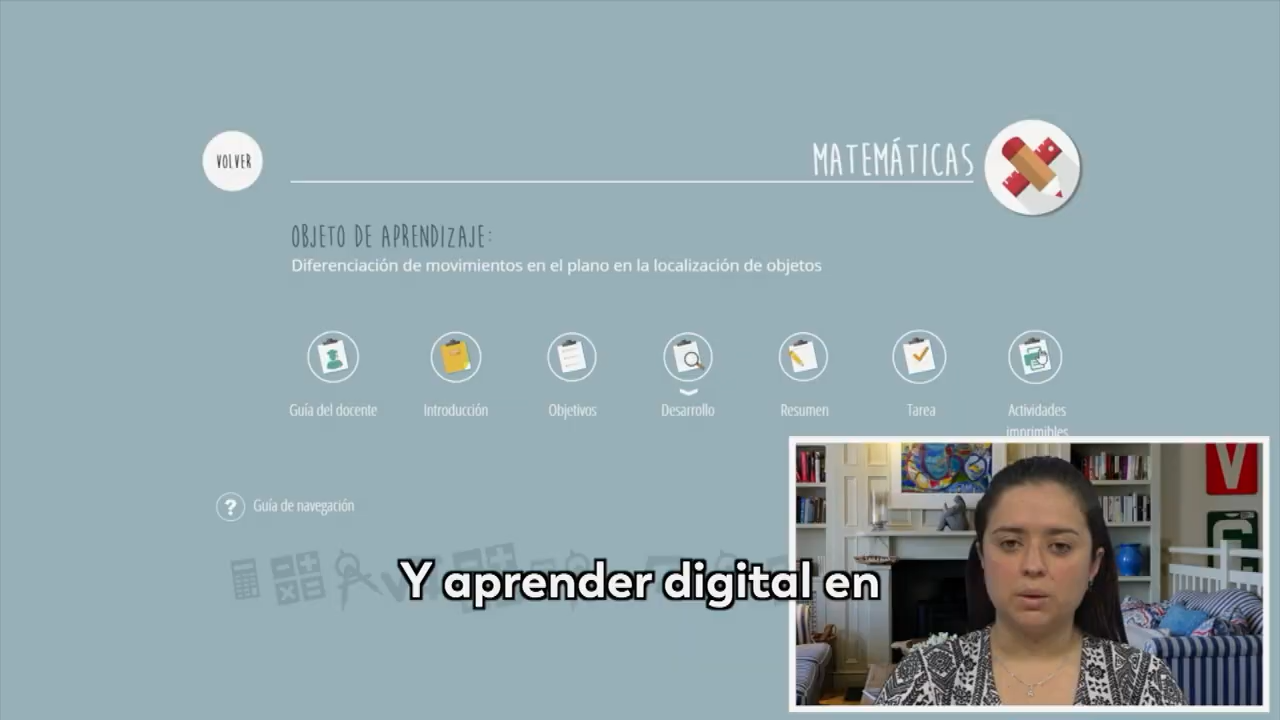 VOLVER
MATEMÁTICAS
OBJETO DE APRENDIZAJE:
Diferenciación de movimientos en el plano en la localización de objetos
Guía del docente
Introducción
Objetivos
Desarrollo
Resumen
Tarea
Actividades
imprimibles
? Guía de navegación
Y aprender digital en
V